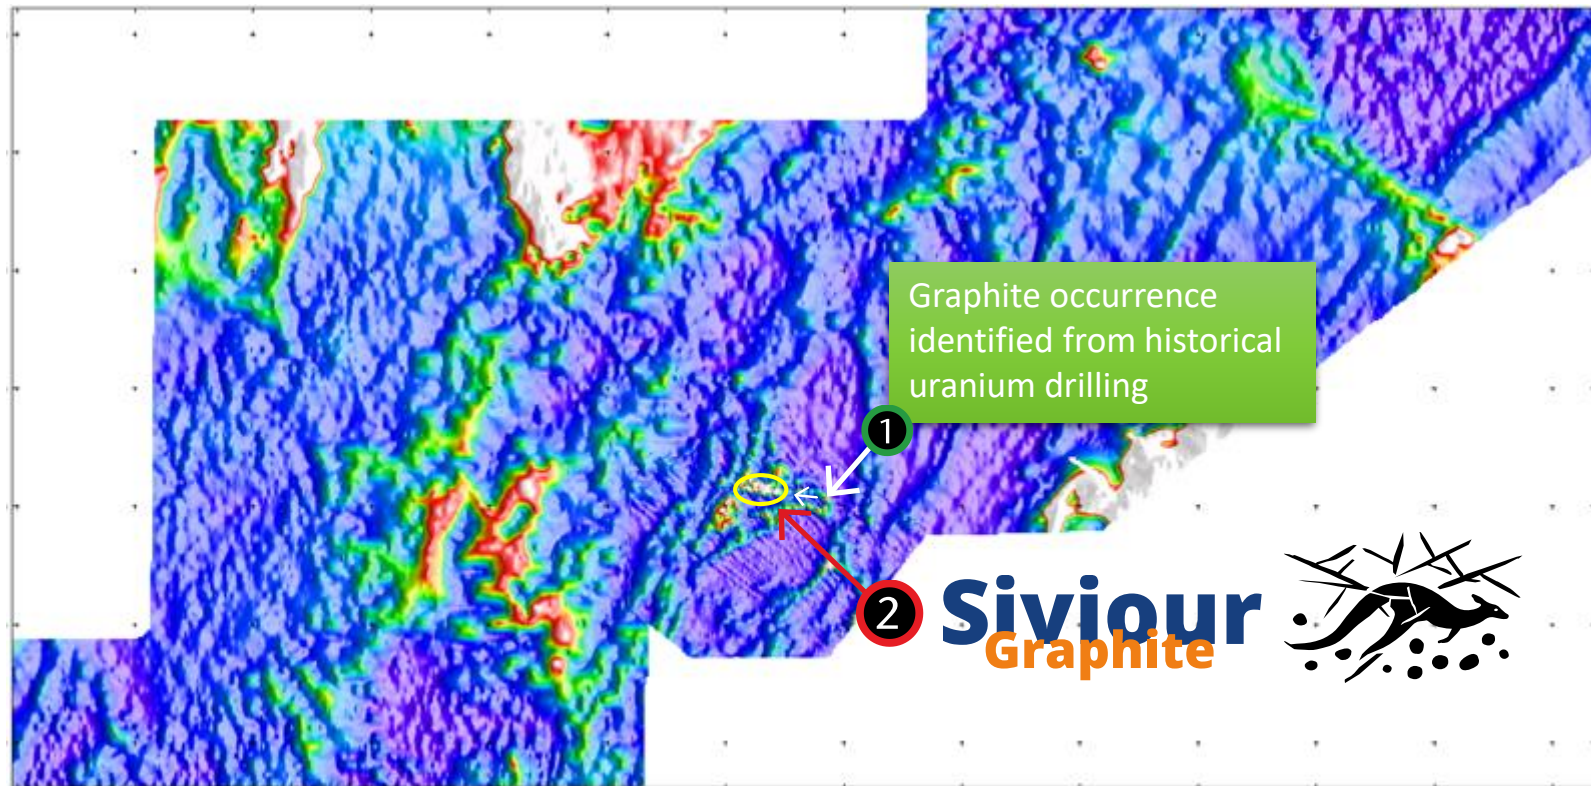 Graphite occurrence
identified from historical
uranium drilling
1
2
Siviour
Graphite